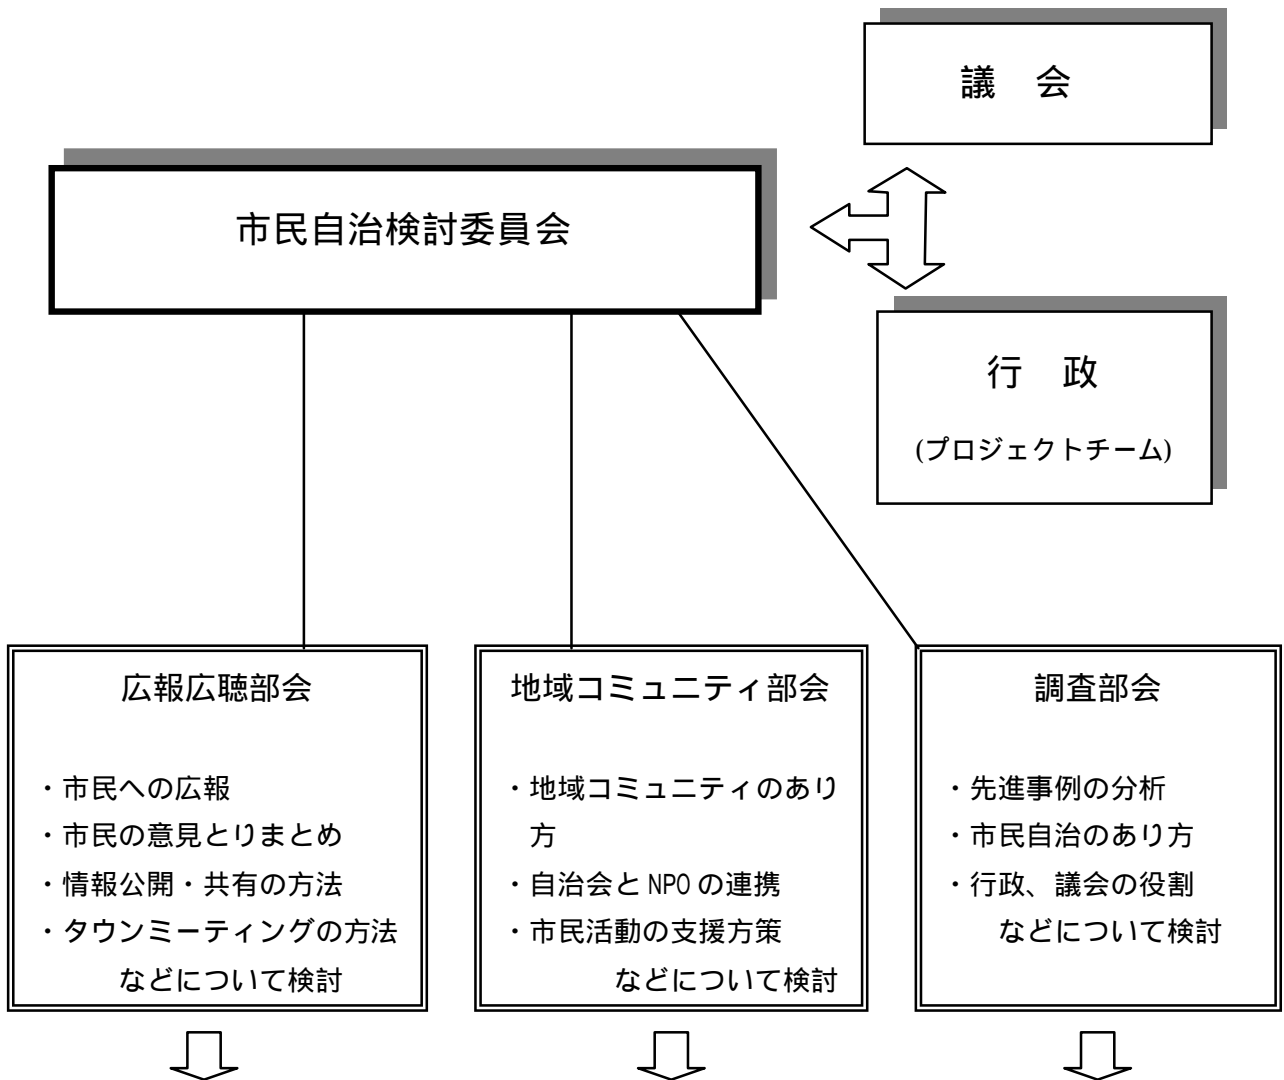 議　会
市民自治検討委員会
行　政
(プロジェクトチーム)
広報広聴部会
・市民への広報
・市民の意見とりまとめ
・情報公開・共有の方法
・タウンミーティングの方法
などについて検討
地域コミュニティ部会
・地域コミュニティのあり
方
・自治会と NPO の連携
・市民活動の支援方策
などについて検討
調査部会
・先進事例の分析
・市民自治のあり方
・行政、議会の役割
などについて検討